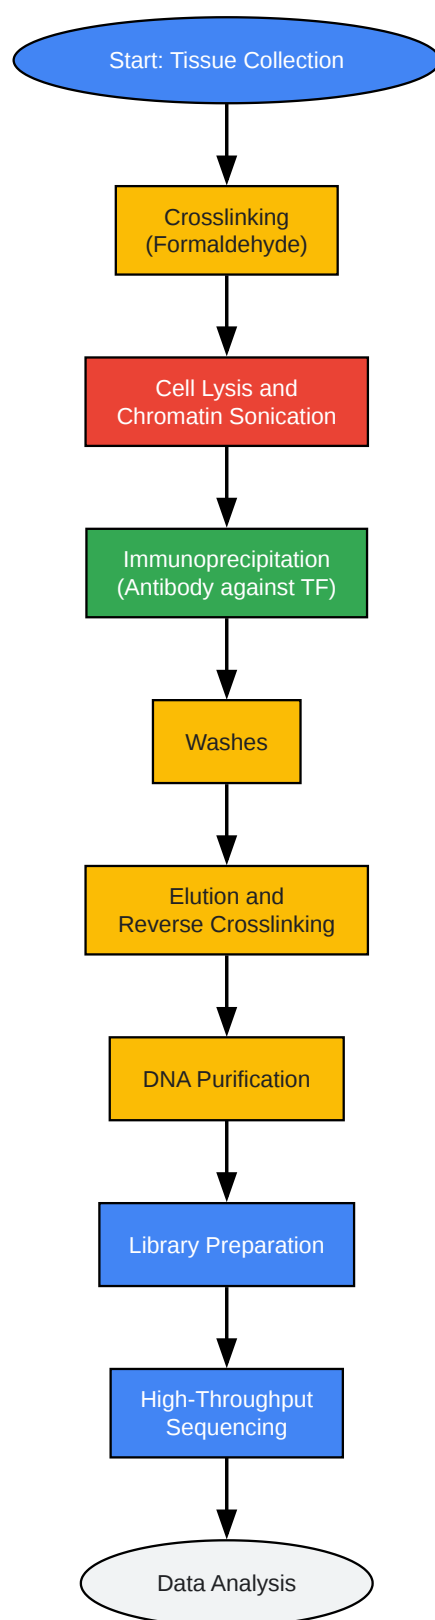 Start: Tissue Collection
Crosslinking
(Formaldehyde)
Cell Lysis and
Chromatin Sonication
Immunoprecipitation
(Antibody against TF)
Washes
Elution and
Reverse Crosslinking
DNA Purification
Library Preparation
High-Throughput
Sequencing
Data Analysis